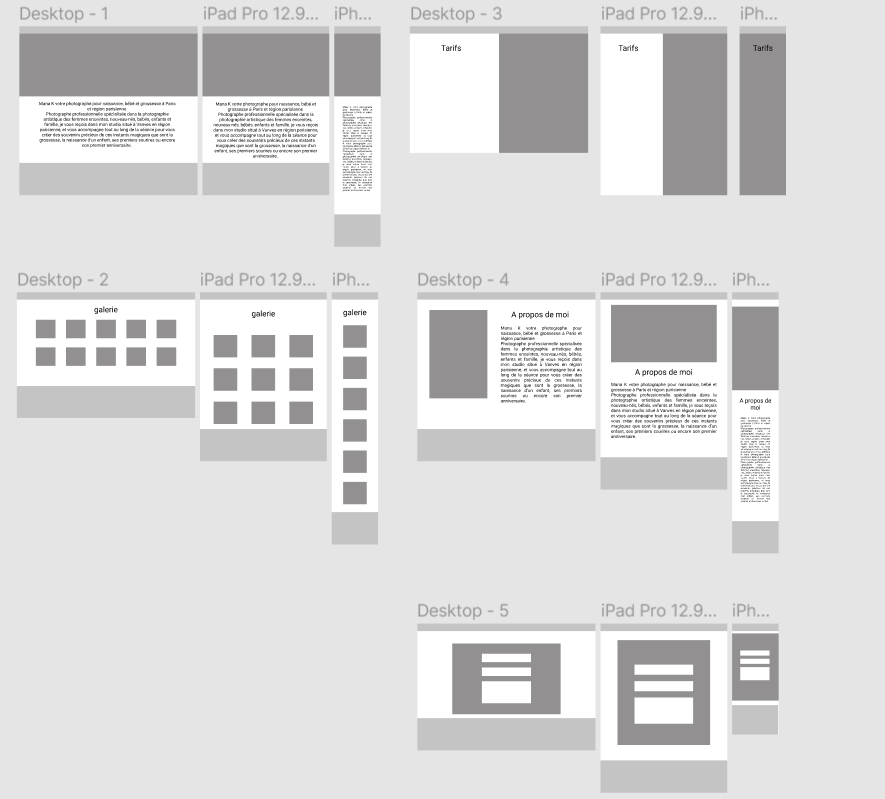 Desktop - 1
iPad Pro 12.9...
iPh...
Desktop - 3
iPad Pro 12.9...
iPh...
Mana K votre photographe pour naissance, bébé et grossesse à Paris
et région parisienne
Photographe professionnelle spécialisée dans la photographie
artistique des femmes enceintes, nouveau-nés, bébés, enfants et
famille, je vous reçois dans mon studio situé à Vanves en région
parisienne, et vous accompagne tout au long de la séance pour vous
créer des souvenirs précieux de ces instants magiques que sont la
grossesse, la naissance d'un enfant, ses premiers sourires ou encore
son premier anniversaire.
Mana K votre photographe pour naissance, bébé et
grossesse à Paris et région parisienne
Photographe professionnelle spécialisée dans la
photographie artistique des femmes enceintes,
nouveau-nés, bébés, enfants et famille, je vous reçois
dans mon studio situé à Vanves en région parisienne,
et vous accompagne tout au long de la séance pour
vous créer des souvenirs précieux de ces instants
magiques que sont la grossesse, la naissance d'un
enfant, ses premiers sourires ou encore son premier
anniversaire.
Tarifs
Tarifs
Tarifs
Desktop - 2
iPad Pro 12.9...
iPh...
Desktop - 4
iPad Pro 12.9...
iPh...
galerie
galerie
galerie
A propos de moi
Mana K votre photographe pour
naissance, bébé et grossesse à Paris et
région parisienne
Photographe professionnelle spécialisée
dans la photographie artistique des
femmes enceintes, nouveau-nés, bébés,
enfants et famille, je vous reçois dans
mon studio situé à Vanves en région
parisienne, et vous accompagne tout au
long de la séance pour vous créer des
souvenirs précieux de ces instants
magiques que sont la grossesse, la
naissance d'un enfant, ses premiers
sourires ou encore son premier
anniversaire.
A propos de moi
Mana K votre photographe pour naissance, bébé et
grossesse à Paris et région parisienne
Photographe professionnelle spécialisée dans la
photographie artistique des femmes enceintes,
nouveau-nés, bébés, enfants et famille, je vous reçois
dans mon studio situé à Vanves en région parisienne,
et vous accompagne tout au long de la séance pour
vous créer des souvenirs précieux de ces instants
magiques que sont la grossesse, la naissance d'un
enfant, ses premiers sourires ou encore son premier
anniversaire.
A propos de
moi
Desktop - 5
iPad Pro 12.9...
iPh...